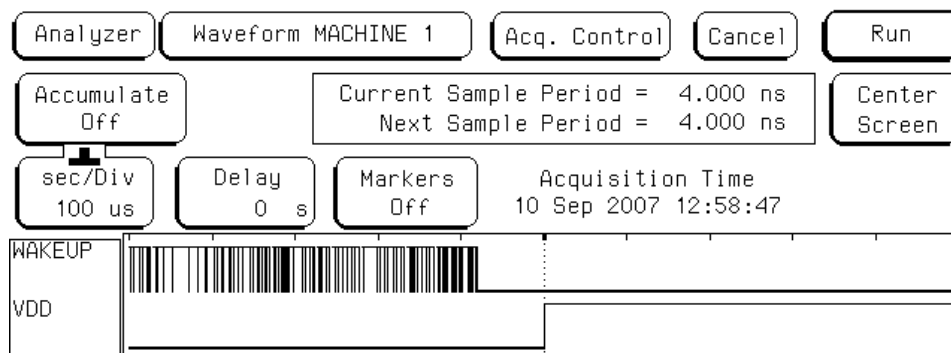 Analyzer Waveform MACHINE 1 Acq. Control Cancel Run
Accumulate Off
Current Sample Period = 4.000 ns
Next Sample Period = 4.000 ns
Center Screen
sec/Div 100 us
Delay 0 s
Markers Off
Acquisition Time
10 Sep 2007 12:58:47
WAKEUP
VDD